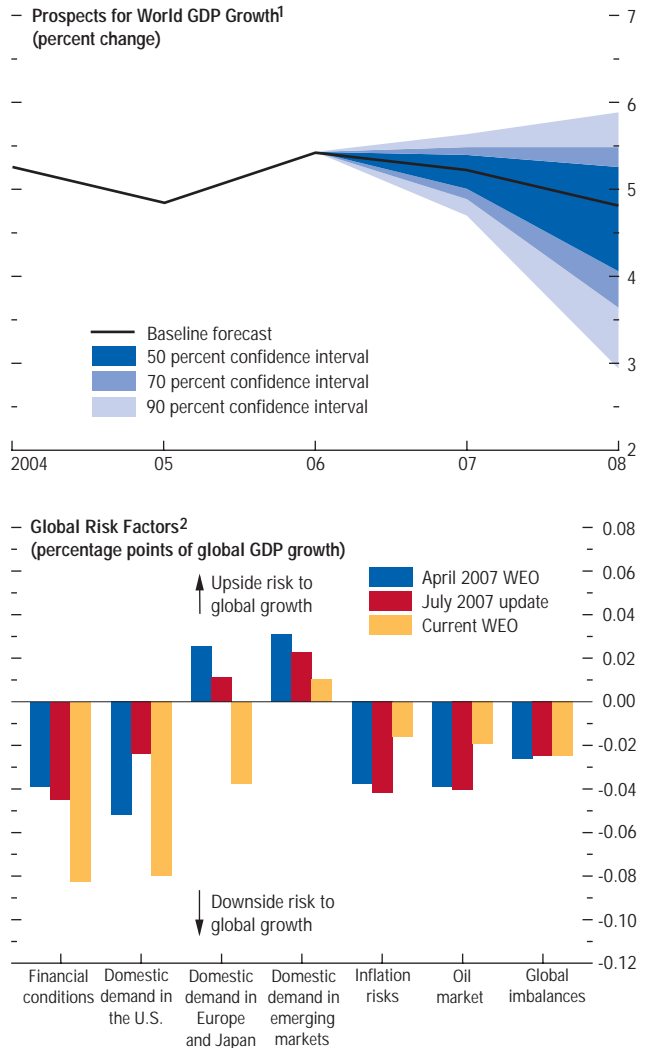 Prospects for World GDP Growth1
(percent change)
7
6
5
4
3
2
Baseline forecast
50 percent confidence interval
70 percent confidence interval
90 percent confidence interval
2004 05 06 07 08
Global Risk Factors2
(percentage points of global GDP growth)
0.08
0.06
0.04
0.02
0.00
-0.02
-0.04
-0.06
-0.08
-0.10
-0.12
April 2007 WEO
July 2007 update
Current WEO
Upside risk to
global growth
Downside risk to
global growth
Financial
conditions
Domestic
demand in
the U.S.
Domestic
demand in
Europe
and Japan
Domestic
demand in
emerging
markets
Inflation
risks
Oil
market
Global
imbalances